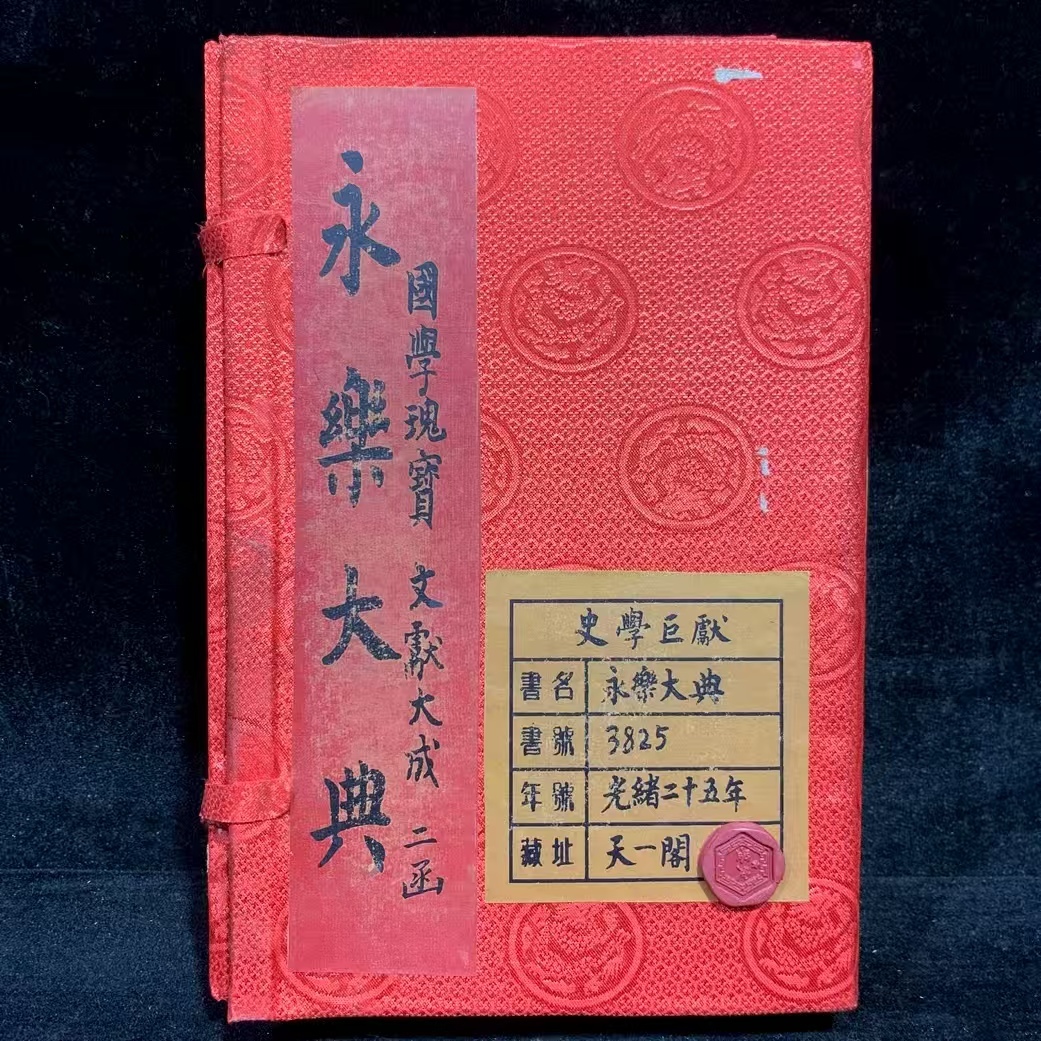 永樂大典
國學瑰寶 文獻大成 二函
史學巨獻
書名 永樂大典
書號 3825
年號 光緒二十五年
藏址 天一閣